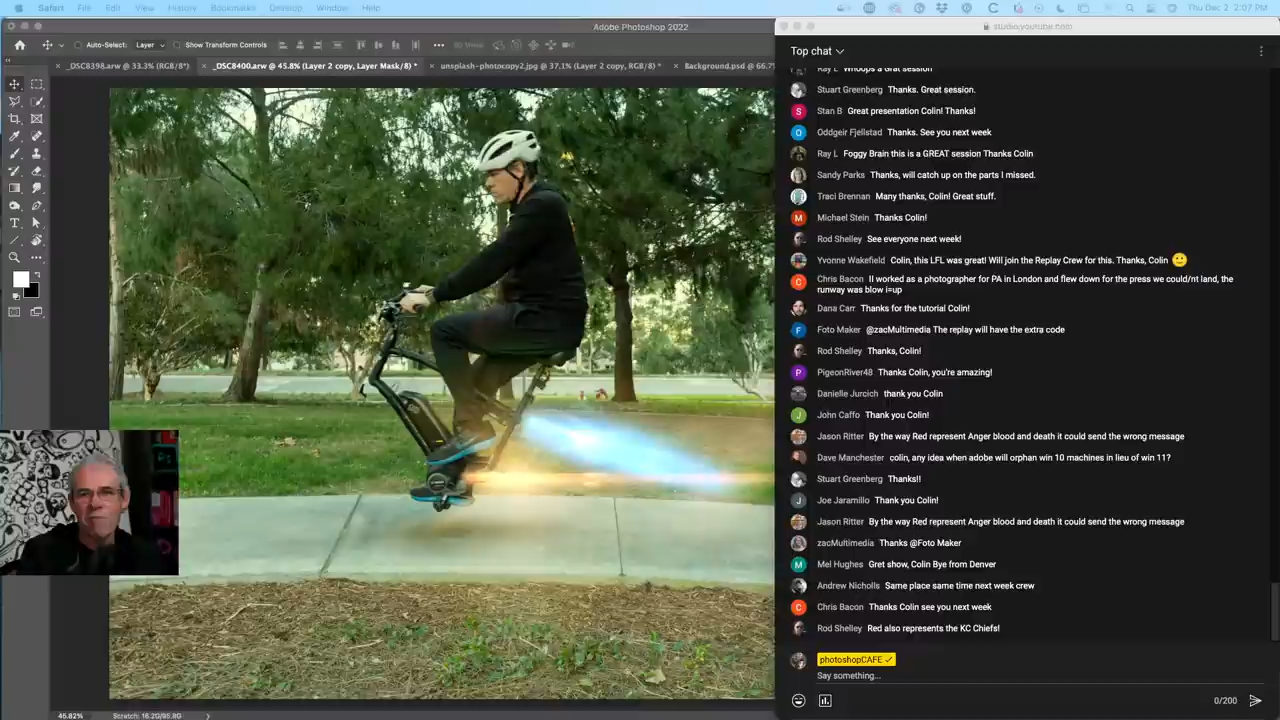 Safari File Edit View History Bookmarks Develop Window Help Thu Dec 2 2:07 PM
Adobe Photoshop 2022
studio.youtube.com
Auto-Select: Layer Show Transform Controls
_DSC8398.arw @ 33.3% (RGB/8*) _DSC8400.arw @ 45.8% (Layer 2 copy, Layer Mask/8) * unsplash-photocopy2.jpg @ 37.1% (Layer 2 copy, RGB/8) * Background.psd @ 66.7
Top chat
Ray L Whoops a Grat session
Stuart Greenberg Thanks. Great session.
Stan B Great presentation Colin! Thanks!
Oddgeir Fjellstad Thanks. See you next week
Ray L Foggy Brain this is a GREAT session Thanks Colin
Sandy Parks Thanks, will catch up on the parts I missed.
Traci Brennan Many thanks, Colin! Great stuff.
Michael Stein Thanks Colin!
Rod Shelley See everyone next week!
Yvonne Wakefield Colin, this LFL was great! Will join the Replay Crew for this. Thanks, Colin
Chris Bacon II worked as a photographer for PA in London and flew down for the press we could/nt land, the
runway was blow i=up
Dana Carr Thanks for the tutorial Colin!
Foto Maker @zacMultimedia The replay will have the extra code
Rod Shelley Thanks, Colin!
PigeonRiver48 Thanks Colin, you're amazing!
Danielle Jurcich thank you Colin
John Caffo Thank you Colin!
Jason Ritter By the way Red represent Anger blood and death it could send the wrong message
Dave Manchester colin, any idea when adobe will orphan win 10 machines in lieu of win 11?
Stuart Greenberg Thanks!!
Joe Jaramillo Thank you Colin!
Jason Ritter By the way Red represent Anger blood and death it could send the wrong message
zacMultimedia Thanks @Foto Maker
Mel Hughes Gret show, Colin Bye from Denver
Andrew Nicholls Same place same time next week crew
Chris Bacon Thanks Colin see you next week
Rod Shelley Red also represents the KC Chiefs!
photoshopCAFE
Say something...
0/200
45.82% Scratch: 16.2G/95.8G